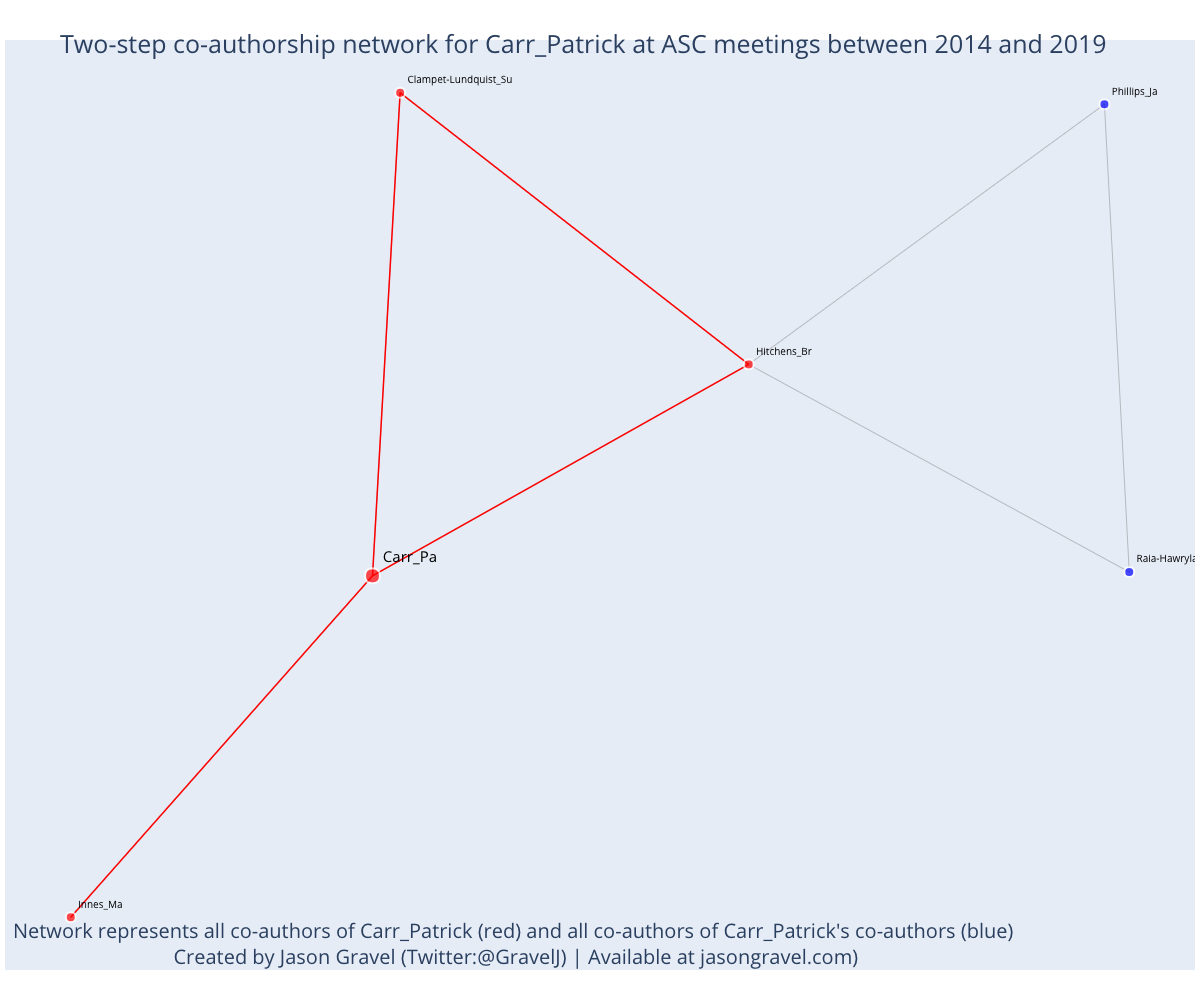 Two-step co-authorship network for Carr_Patrick at ASC meetings between 2014 and 2019
Clampet-Lundquist_Su
Phillips_Ja
Hitchens_Br
Carr_Pa
Raia-Hawryla
Innes_Ma
Network represents all co-authors of Carr_Patrick (red) and all co-authors of Carr_Patrick's co-authors (blue)
Created by Jason Gravel (Twitter:@GravelJ) | Available at jasongravel.com)